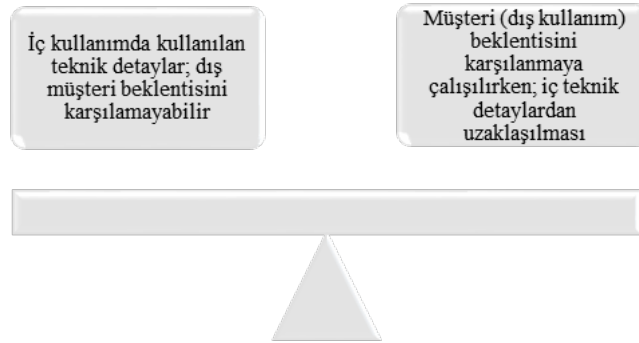 İç kullanımda kullanılan
teknik detaylar; dış
müşteri beklentisini
karşılamayabilir
Müşteri (dış kullanım)
beklentisini
karşılanmaya
çalışılırken; iç teknik
detaylardan
uzaklaşılması